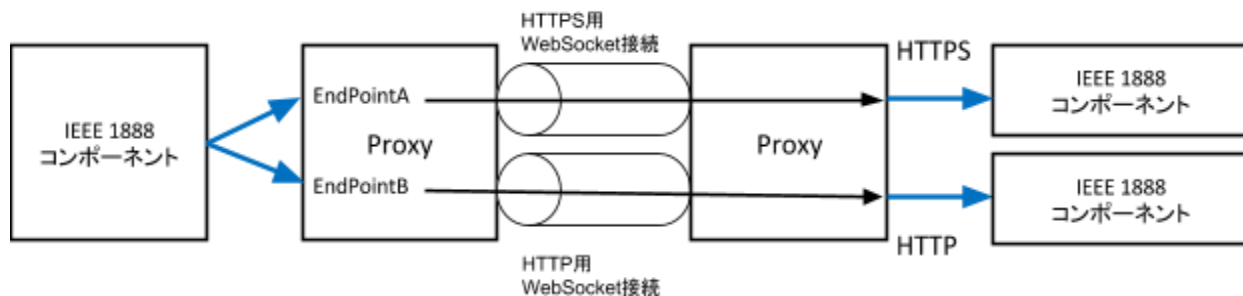 HTTPS用
WebSocket接続
HTTPS
IEEE 1888
コンポーネント
EndPointA
IEEE 1888
コンポーネント
Proxy
Proxy
EndPointB
IEEE 1888
コンポーネント
HTTP
HTTP用
WebSocket接続